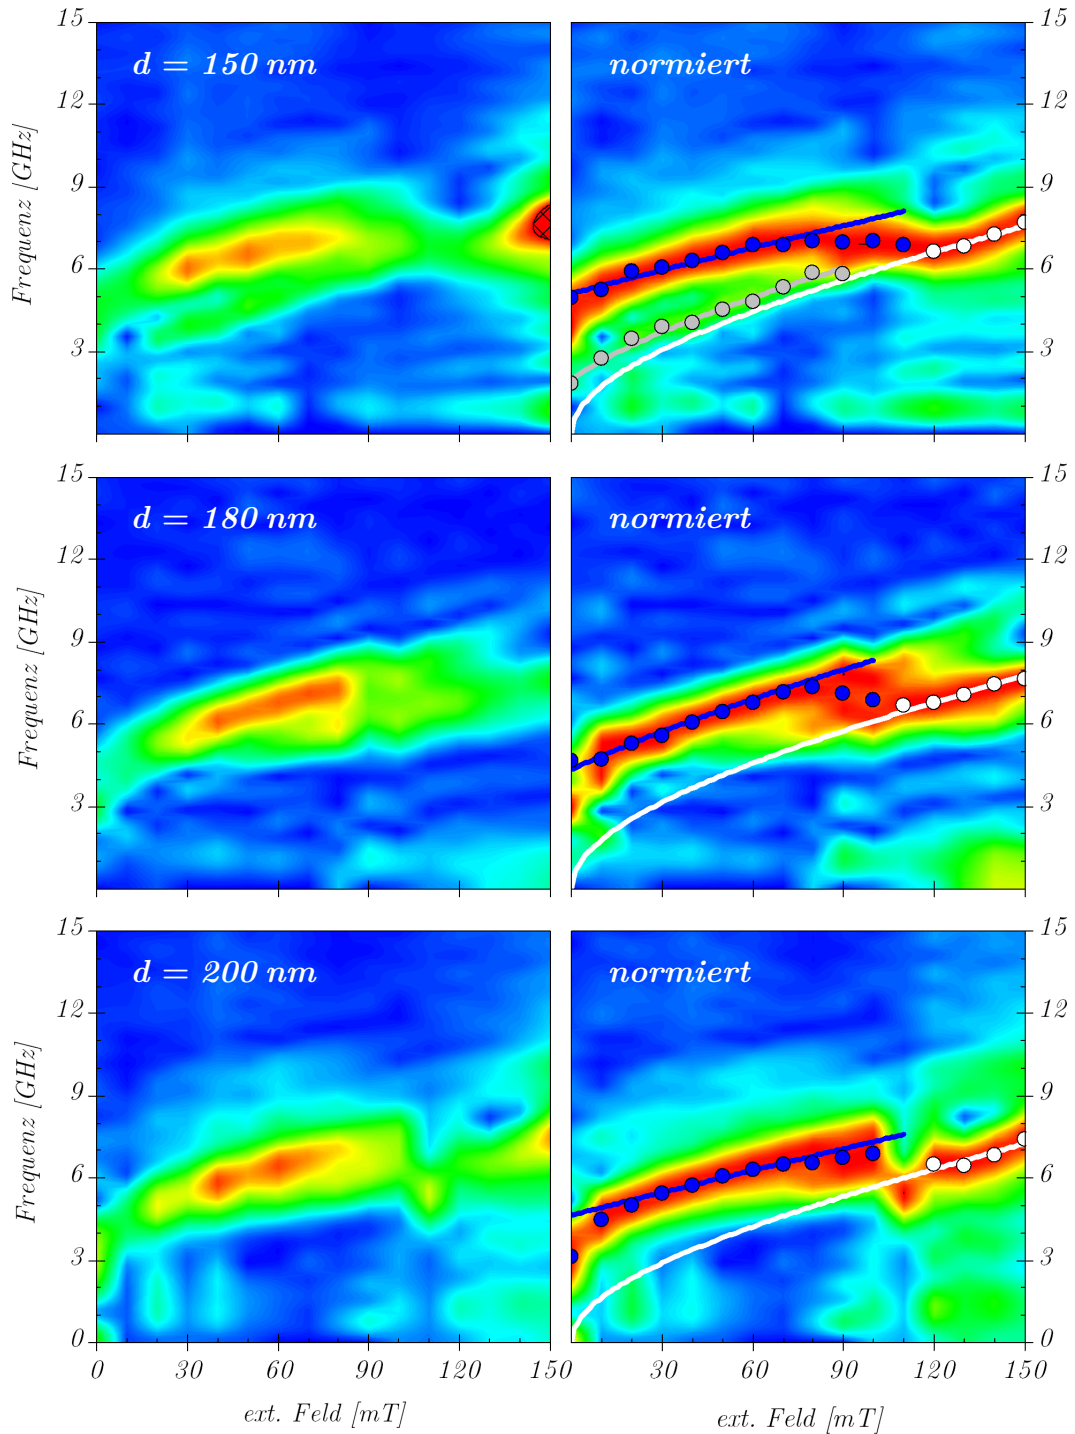 15
12
9
6
3
Frequenz [GHz]
d = 150 nm
normiert
15
12
9
6
3
15
12
9
6
3
Frequenz [GHz]
d = 180 nm
normiert
15
12
9
6
3
15
12
9
6
3
0
Frequenz [GHz]
d = 200 nm
normiert
15
12
9
6
3
0
0 30 60 90 120 150
30 60 90 120 150
ext. Feld [mT]
ext. Feld [mT]